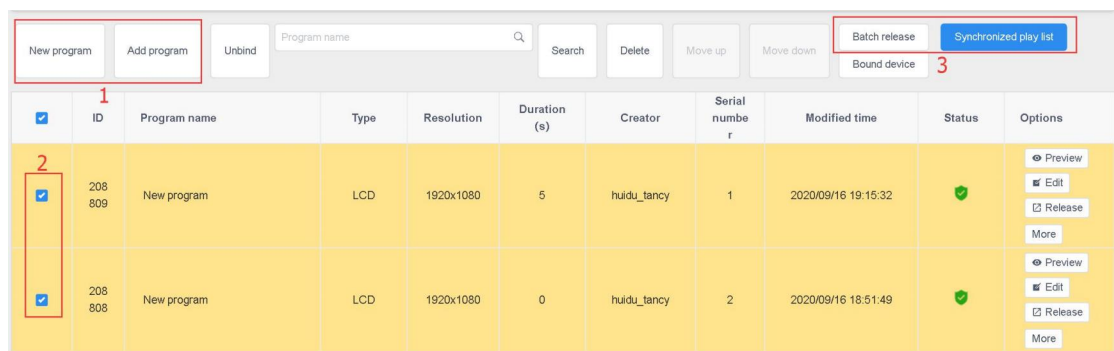 New program
Add program
Unbind
Program name
Search
Delete
Move up
Move down
Batch release
Synchronized play list
Bound device
1
3
ID
Program name
Type
Resolution
Duration
(s)
Creator
Serial
numbe
r
Modified time
Status
Options
2
208
809
New program
LCD
1920x1080
5
huidu_tancy
1
2020/09/16 19:15:32
Preview
Edit
Release
More
208
808
New program
LCD
1920x1080
0
huidu_tancy
2
2020/09/16 18:51:49
Preview
Edit
Release
More